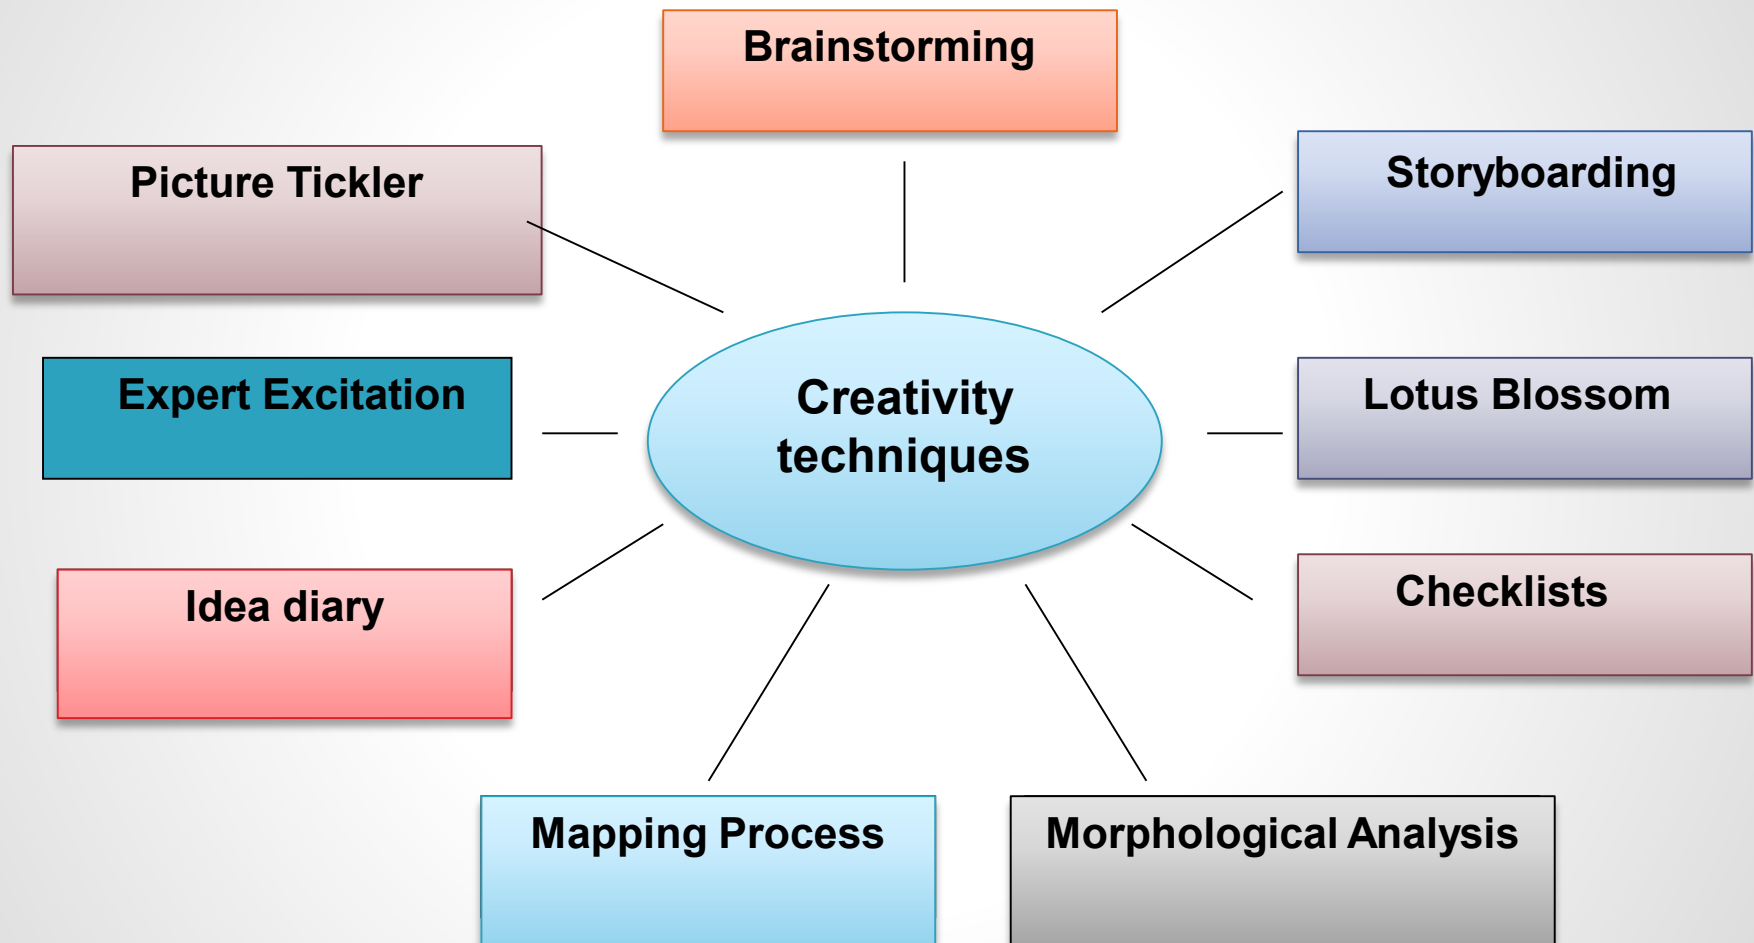 Brainstorming
Picture Tickler
Storyboarding
Expert Excitation
Creativity
techniques
Lotus Blossom
Idea diary
Checklists
Mapping Process
Morphological Analysis